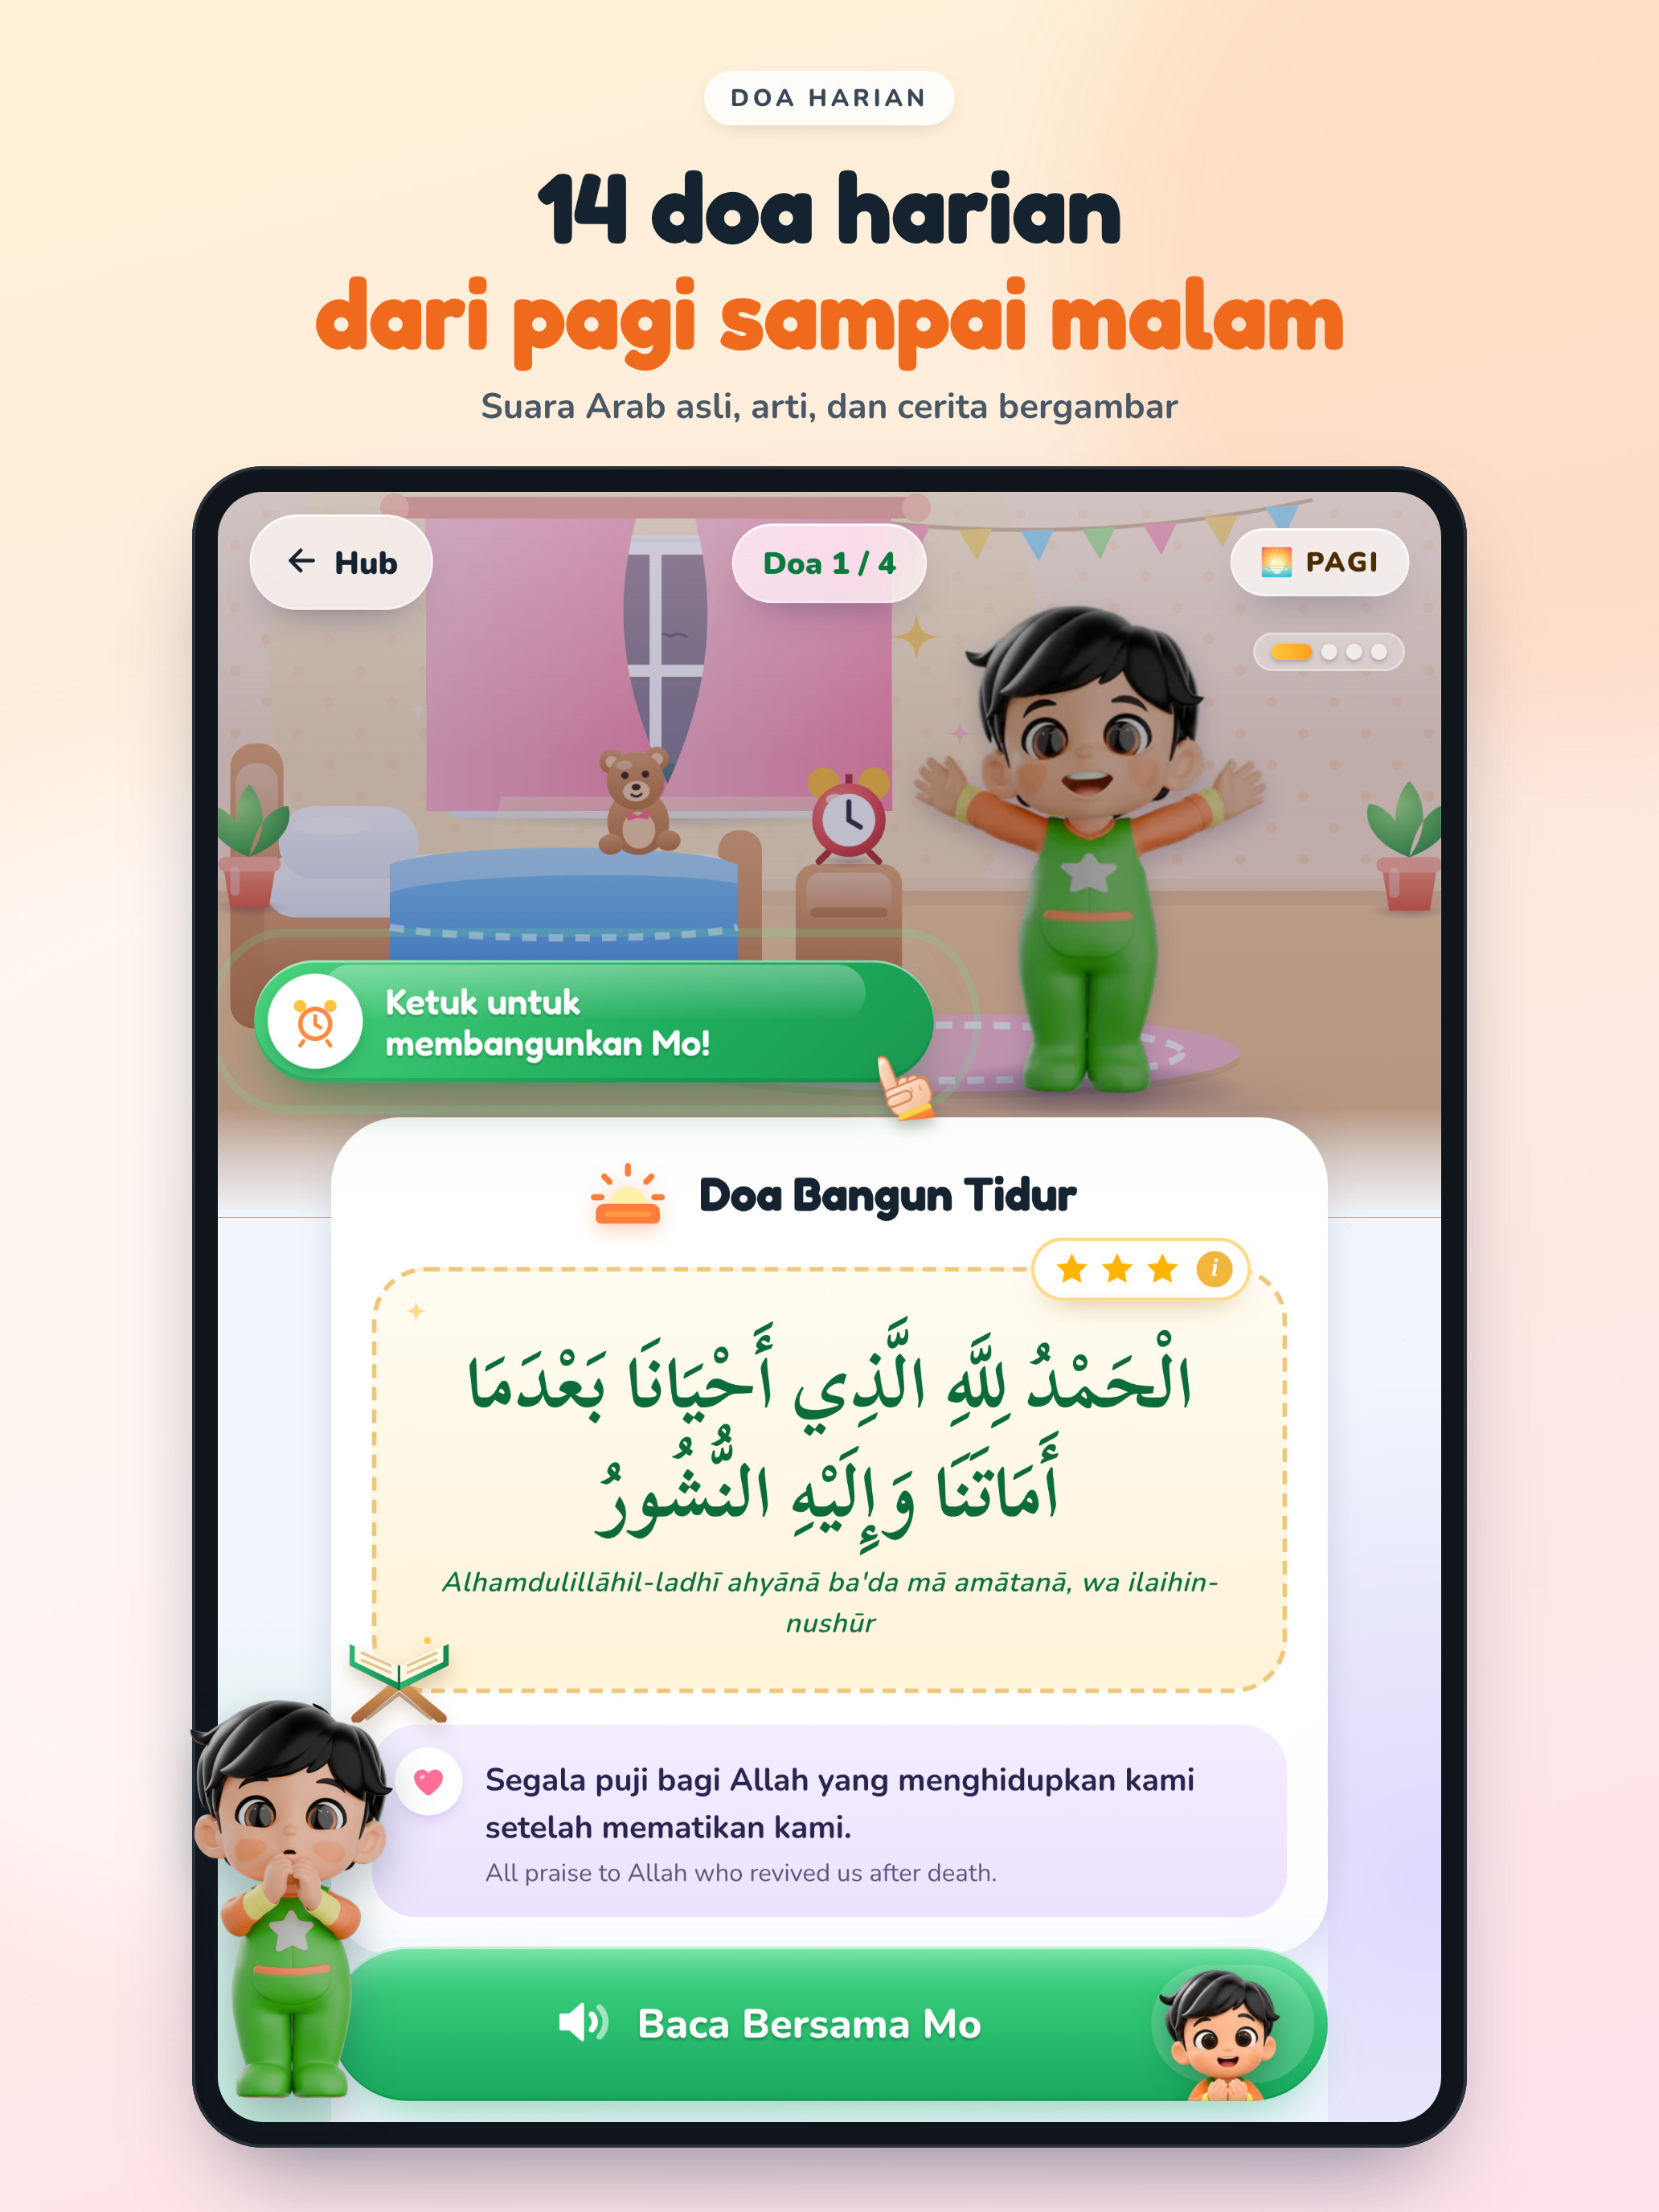 DOA HARIAN
14 doa harian
dari pagi sampai malam
Suara Arab asli, arti, dan cerita bergambar
← Hub
Doa 1 / 4
PAGI
Ketuk untuk
membangunkan Mo!
Doa Bangun Tidur
i
الْحَمْدُ لِلَّهِ الَّذِي أَحْيَانَا بَعْدَمَا
أَمَاتَنَا وَإِلَيْهِ النُّشُورُ
Alhamdulillāhil-ladhī ahyānā ba'da mā amātanā, wa ilaihin-
nushūr
Segala puji bagi Allah yang menghidupkan kami
setelah mematikan kami.
All praise to Allah who revived us after death.
Baca Bersama Mo